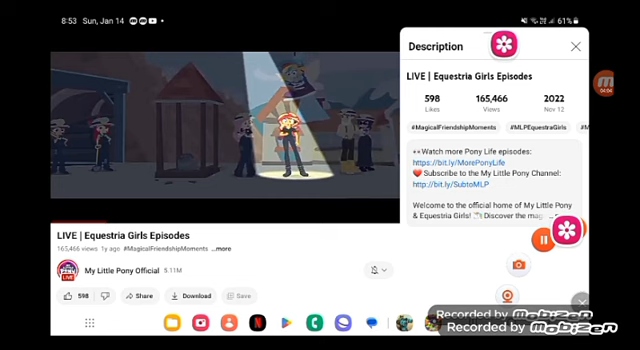 8:53 Sun, Jan 14
61%
Description
LIVE | Equestria Girls Episodes
598 165,466 2022
Likes Views Nov 12
#MagicalFriendshipMoments #MLPEquestraGirls #M
👀Watch more Pony Life episodes:
https://bit.ly/MorePonyLife
❤️ Subscribe to the My Little Pony Channel:
http://bit.ly/SubtoMLP
Welcome to the official home of My Little Pony
& Equestria Girls! Discover the mag
04:04
LIVE | Equestria Girls Episodes
165,466 views 1y ago #MagicalFriendshipMoments ...more
LIVE
My Little Pony Official 5.11M
598 Share Download Save
Recorded by Mobizen
Recorded by Mobizen